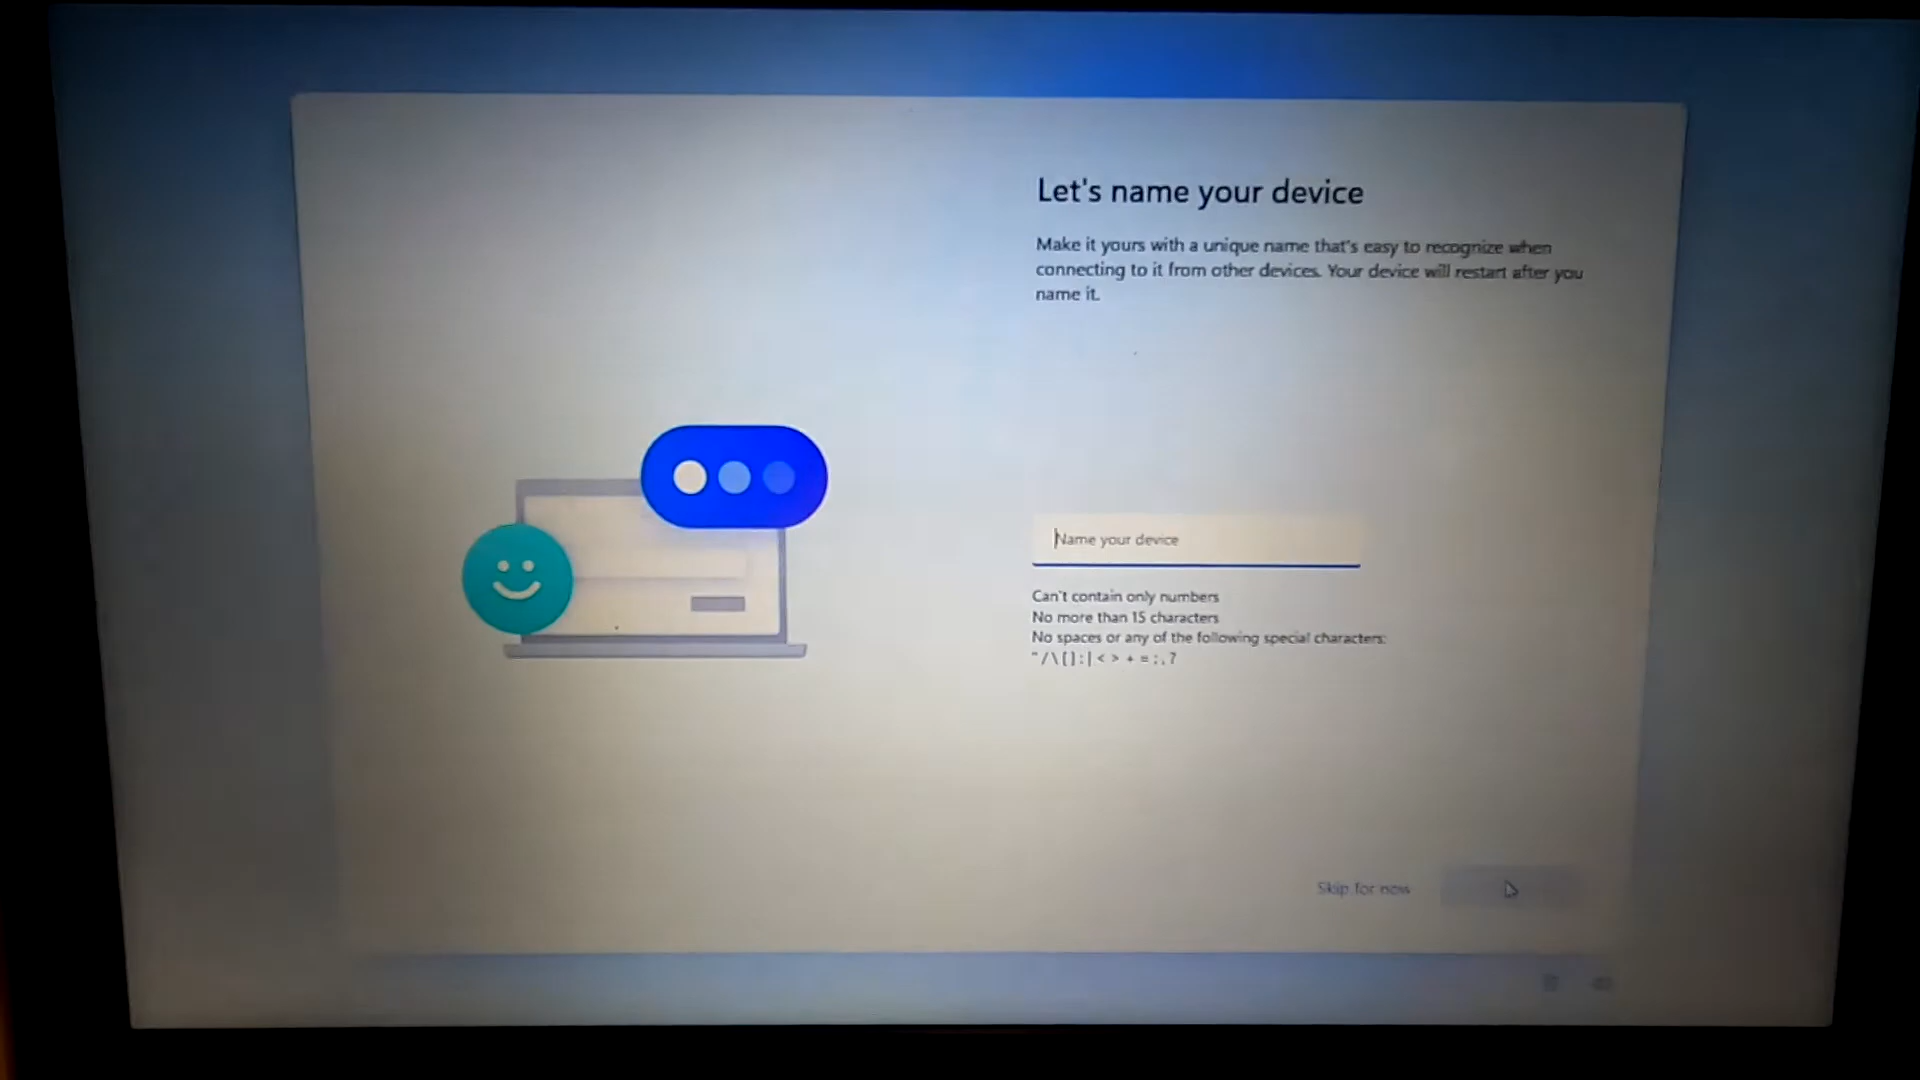 Let's name your device
Make it yours with a unique name that's easy to recognize when
connecting to it from other devices. Your device will restart after you
name it.
Name your device
Can't contain only numbers
No more than 15 characters
No spaces or any of the following special characters:
" / \ [ ] : | < > + = ; , ?
Skip for now